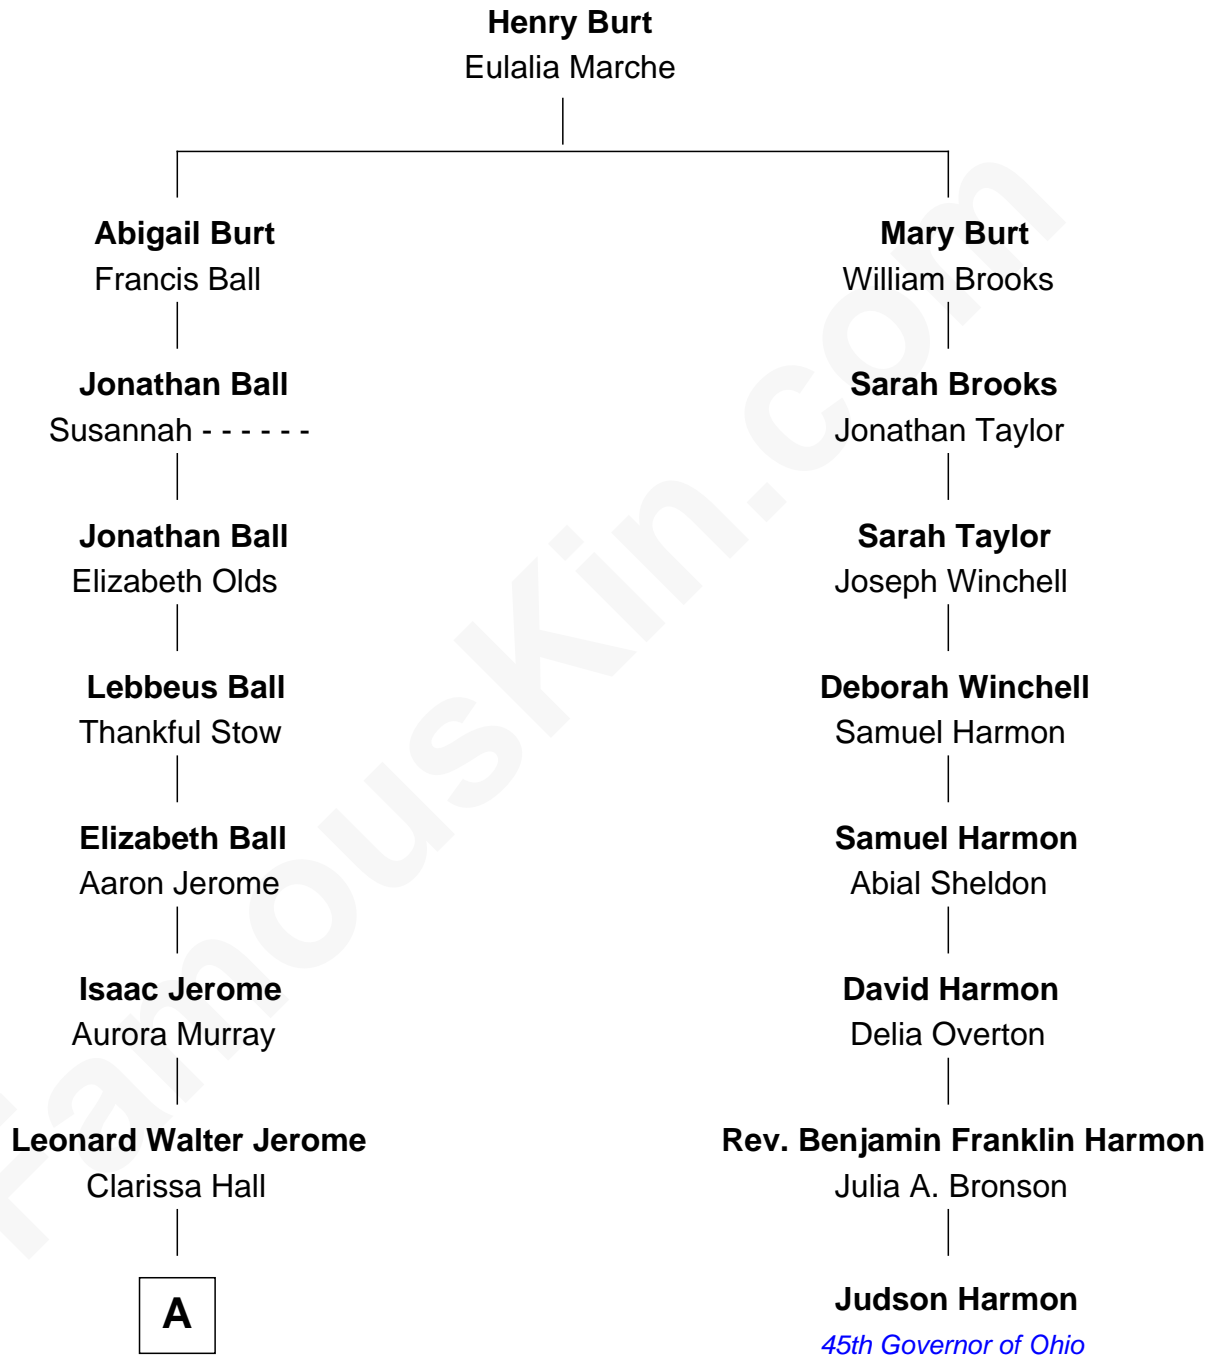 Henry Burt
Eulalia Marche
Abigail Burt
Francis Ball
Mary Burt
William Brooks
Jonathan Ball
Susannah - - - - - -
Sarah Brooks
Jonathan Taylor
Jonathan Ball
Elizabeth Olds
Sarah Taylor
Joseph Winchell
Lebbeus Ball
Thankful Stow
Deborah Winchell
Samuel Harmon
Elizabeth Ball
Aaron Jerome
Samuel Harmon
Abial Sheldon
Isaac Jerome
Aurora Murray
David Harmon
Delia Overton
Leonard Walter Jerome
Clarissa Hall
Rev. Benjamin Franklin Harmon
Julia A. Bronson
A
Judson Harmon
45th Governor of Ohio
FamousKin.com